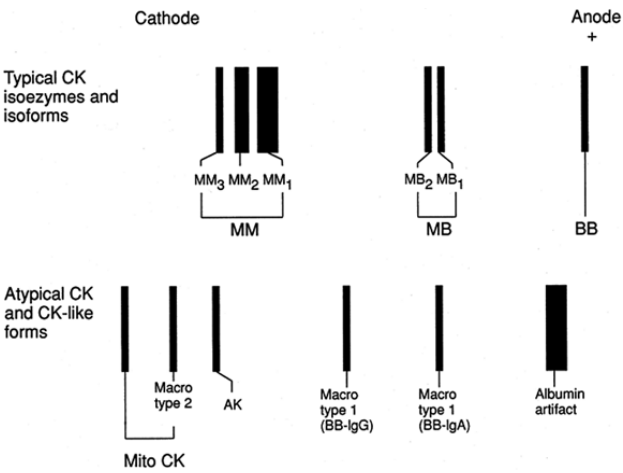 Cathode
Anode
+
Typical CK
isoezymes and
isoforms
MM3 MM2 MM1
MB2 MB1
MM
MB
BB
Atypical CK
and CK-like
forms
Macro
type 2
AK
Macro
type 1
(BB-IgG)
Macro
type 1
(BB-IgA)
Albumin
artifact
Mito CK